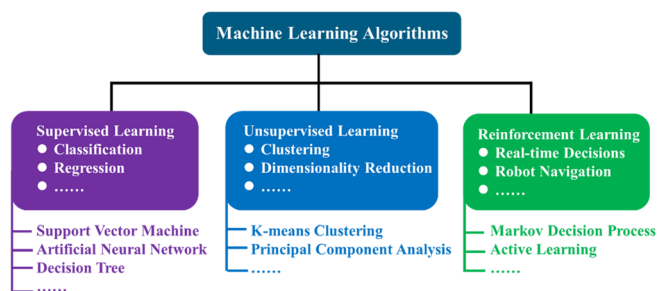 Machine Learning Algorithms
Supervised Learning
● Classification
● Regression
● ……
Support Vector Machine
Artificial Neural Network
Decision Tree
……
Unsupervised Learning
● Clustering
● Dimensionality Reduction
● ……
K-means Clustering
Principal Component Analysis
……
Reinforcement Learning
● Real-time Decisions
● Robot Navigation
● ……
Markov Decision Process
Active Learning
……